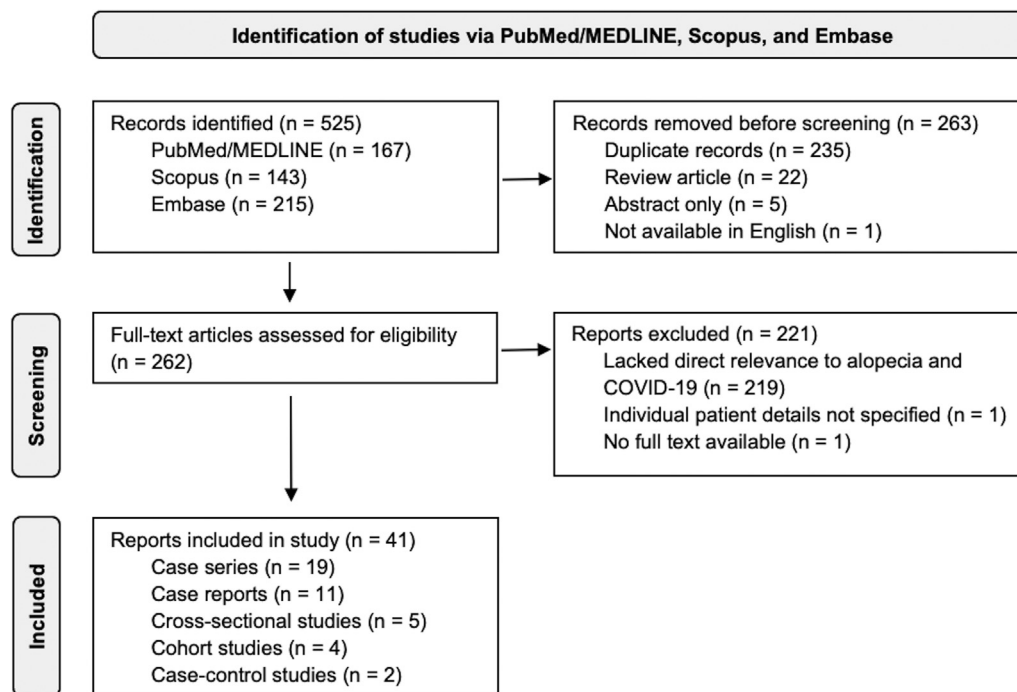 Identification of studies via PubMed/MEDLINE, Scopus, and Embase
Identification
Records identified (n = 525)
PubMed/MEDLINE (n = 167)
Scopus (n = 143)
Embase (n = 215)
Records removed before screening (n = 263)
Duplicate records (n = 235)
Review article (n = 22)
Abstract only (n = 5)
Not available in English (n = 1)
Screening
Full-text articles assessed for eligibility
(n = 262)
Reports excluded (n = 221)
Lacked direct relevance to alopecia and
COVID-19 (n = 219)
Individual patient details not specified (n = 1)
No full text available (n = 1)
Included
Reports included in study (n = 41)
Case series (n = 19)
Case reports (n = 11)
Cross-sectional studies (n = 5)
Cohort studies (n = 4)
Case-control studies (n = 2)